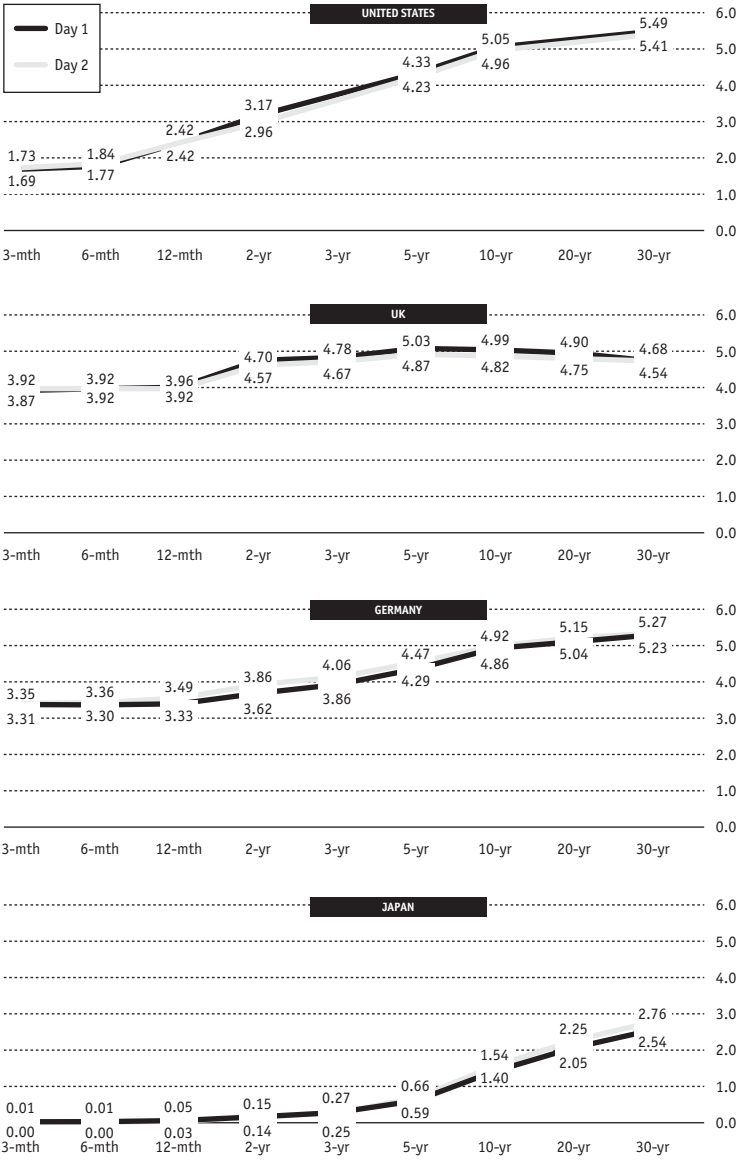 UNITED STATES
6.0
Day 1
5.49
5.05
5.0
Day 2
5.41
4.33
4.96
4.23
4.0
3.17
3.0
2.42
2.96
1.73
1.84
2.42
2.0
1.69
1.77
1.0
0.0
3-mth 6-mth 12-mth 2-yr 3-yr 5-yr 10-yr 20-yr 30-yr
UK
6.0
4.70 4.78 5.03 4.99 4.90 4.68
5.0
4.57 4.67 4.87 4.82 4.75 4.54
3.92 3.92 3.96
4.0
3.87 3.92 3.92
3.0
2.0
1.0
0.0
3-mth 6-mth 12-mth 2-yr 3-yr 5-yr 10-yr 20-yr 30-yr
GERMANY
6.0
4.92 5.15 5.27
5.0
4.47 4.86 5.04 5.23
3.86 4.06 4.29
4.0
3.35 3.36 3.49
3.62 3.86
3.31 3.30 3.33
3.0
2.0
1.0
0.0
3-mth 6-mth 12-mth 2-yr 3-yr 5-yr 10-yr 20-yr 30-yr
JAPAN
6.0
5.0
4.0
2.76
3.0
2.25
2.54
1.54
2.0
2.05
1.40
0.66
1.0
0.59
0.01 0.01 0.05 0.15 0.27
0.0
0.00 0.00 0.03 0.14 0.25
3-mth 6-mth 12-mth 2-yr 3-yr 5-yr 10-yr 20-yr 30-yr